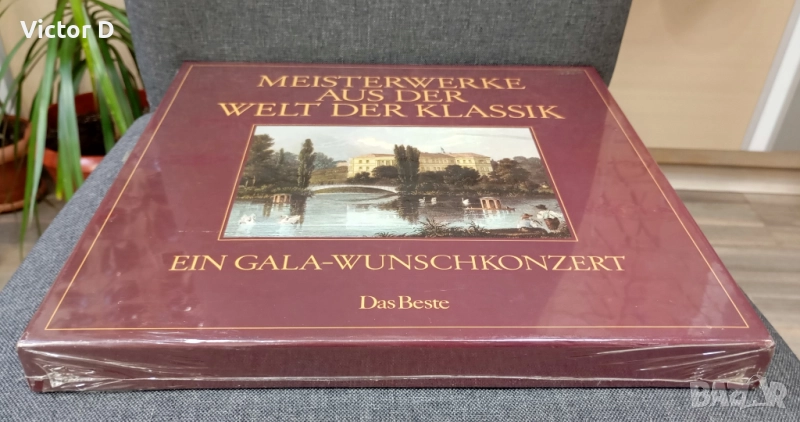 Victor D
MEISTERWERKE
AUS DER
WELT DER KLASSIK
EIN GALA-WUNSCHKONZERT
Das Beste
BAZAR